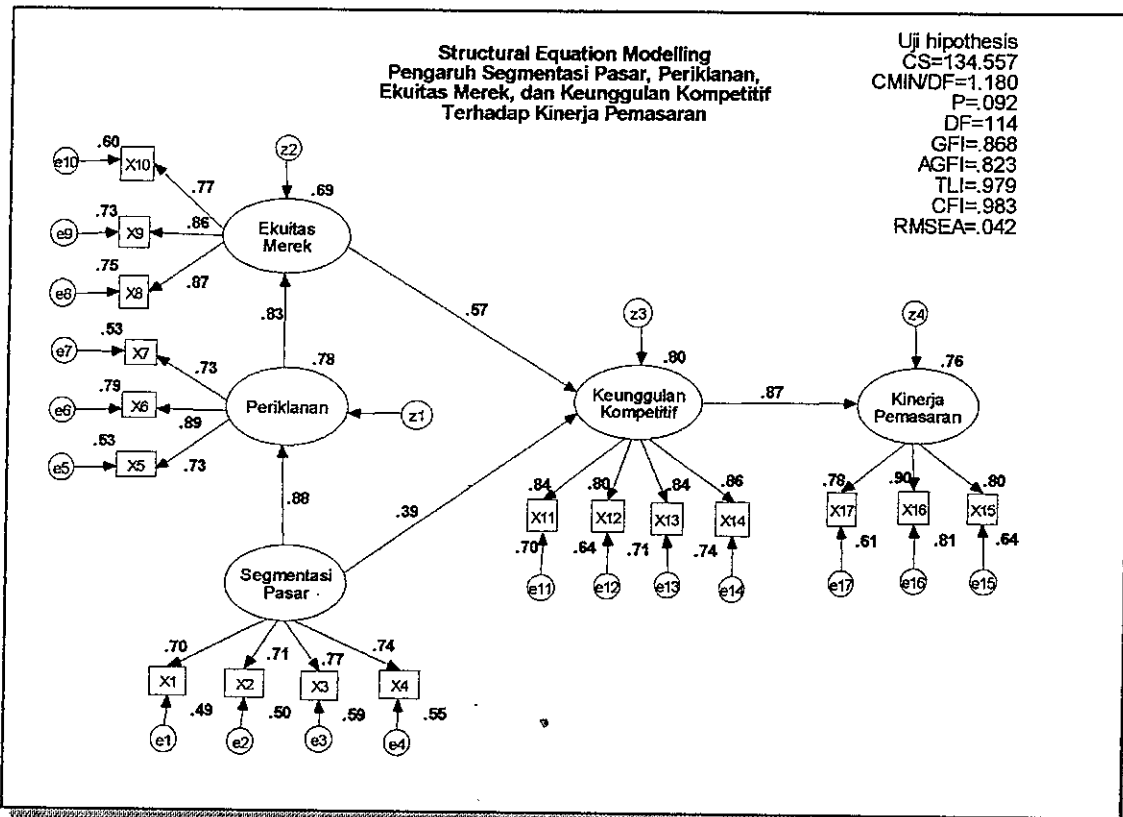 Structural Equation Modelling
Pengaruh Segmentasi Pasar, Periklanan,
Ekuitas Merek, dan Keunggulan Kompetitif
Terhadap Kinerja Pemasaran
Uji hipothesis
CS=134.557
CMIN/DF=1.180
P=.092
DF=114
GFI=.868
AGFI=.823
TLI=.979
CFI=.983
RMSEA=.042
e10
.60
X10
.77
z2
.69
e9
.73
X9
.86
Ekuitas
Merek
e8
.75
X8
.87
.83
.57
e7
.53
X7
.73
.78
e6
.79
X6
.89
Periklanan
z1
e5
.53
X5
.73
z3
.80
Keunggulan
Kompetitif
.87
z4
.76
Kinerja
Pemasaran
.88
.39
.84
.80
.84
.86
X11
X12
X13
X14
.70
.64
.71
.74
e11
e12
e13
e14
.78
.90
.80
X17
X16
X15
.61
.81
.64
e17
e16
e15
Segmentasi
Pasar
.70
.71
.77
.74
X1
X2
X3
X4
.49
.50
.59
.55
e1
e2
e3
e4